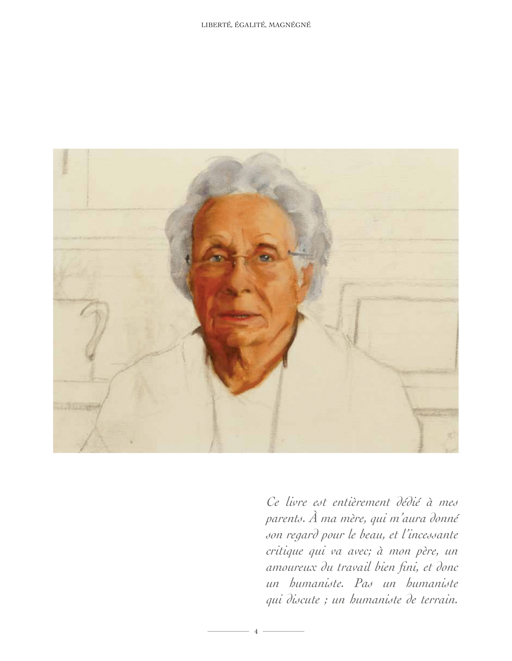 LIBERTÉ, ÉGALITÉ, MAGNÉGNÉ
Ce livre est entièrement dédié à mes
parents. À ma mère, qui m'aura donné
son regard pour le beau, et l'incessante
critique qui va avec; à mon père, un
amoureux du travail bien fini, et donc
un humaniste. Pas un humaniste
qui discute ; un humaniste de terrain.
4